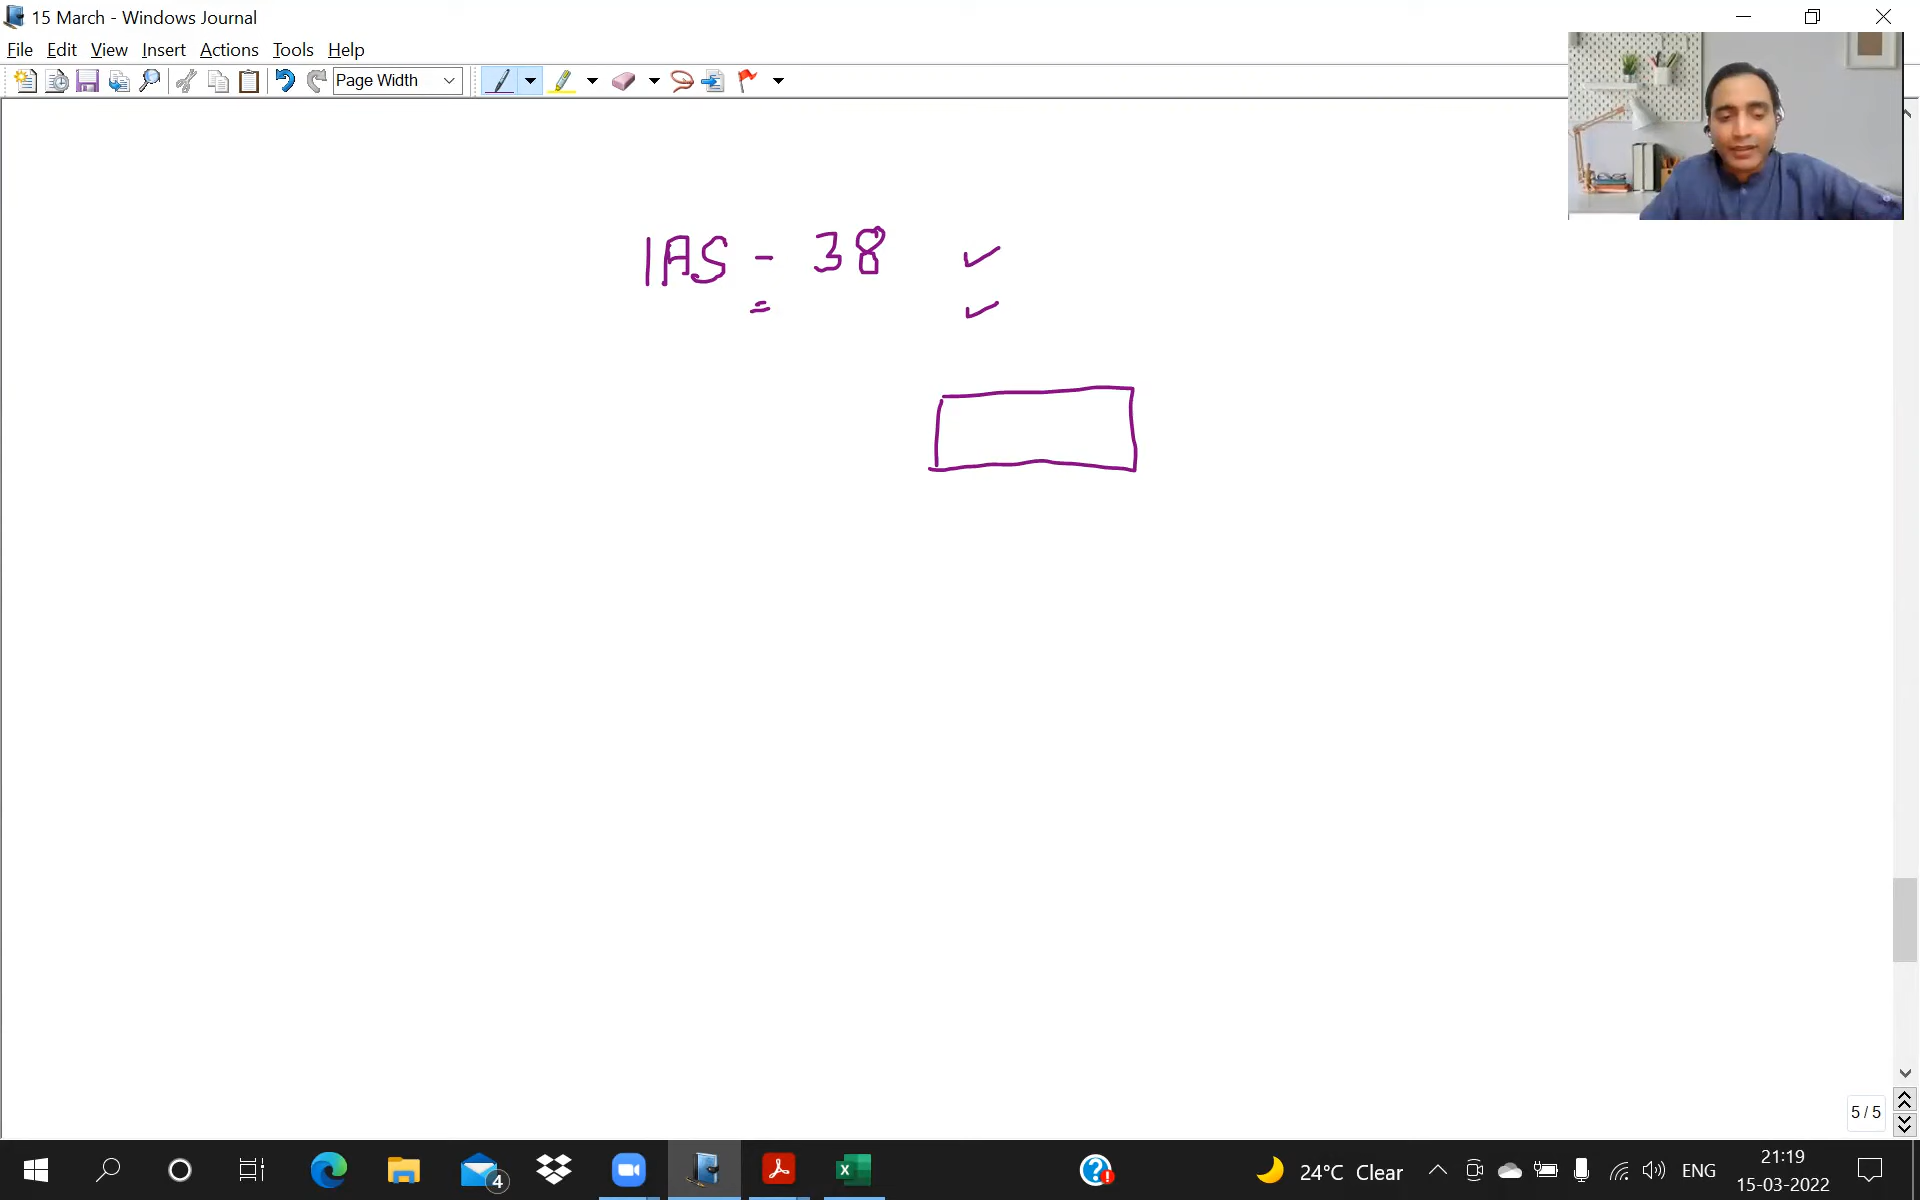 15 March - Windows Journal
File Edit View Insert Actions Tools Help
Page Width
IAS - 38 ✓
= ✓
5 / 5
4
24°C Clear
ENG
21:19
15-03-2022